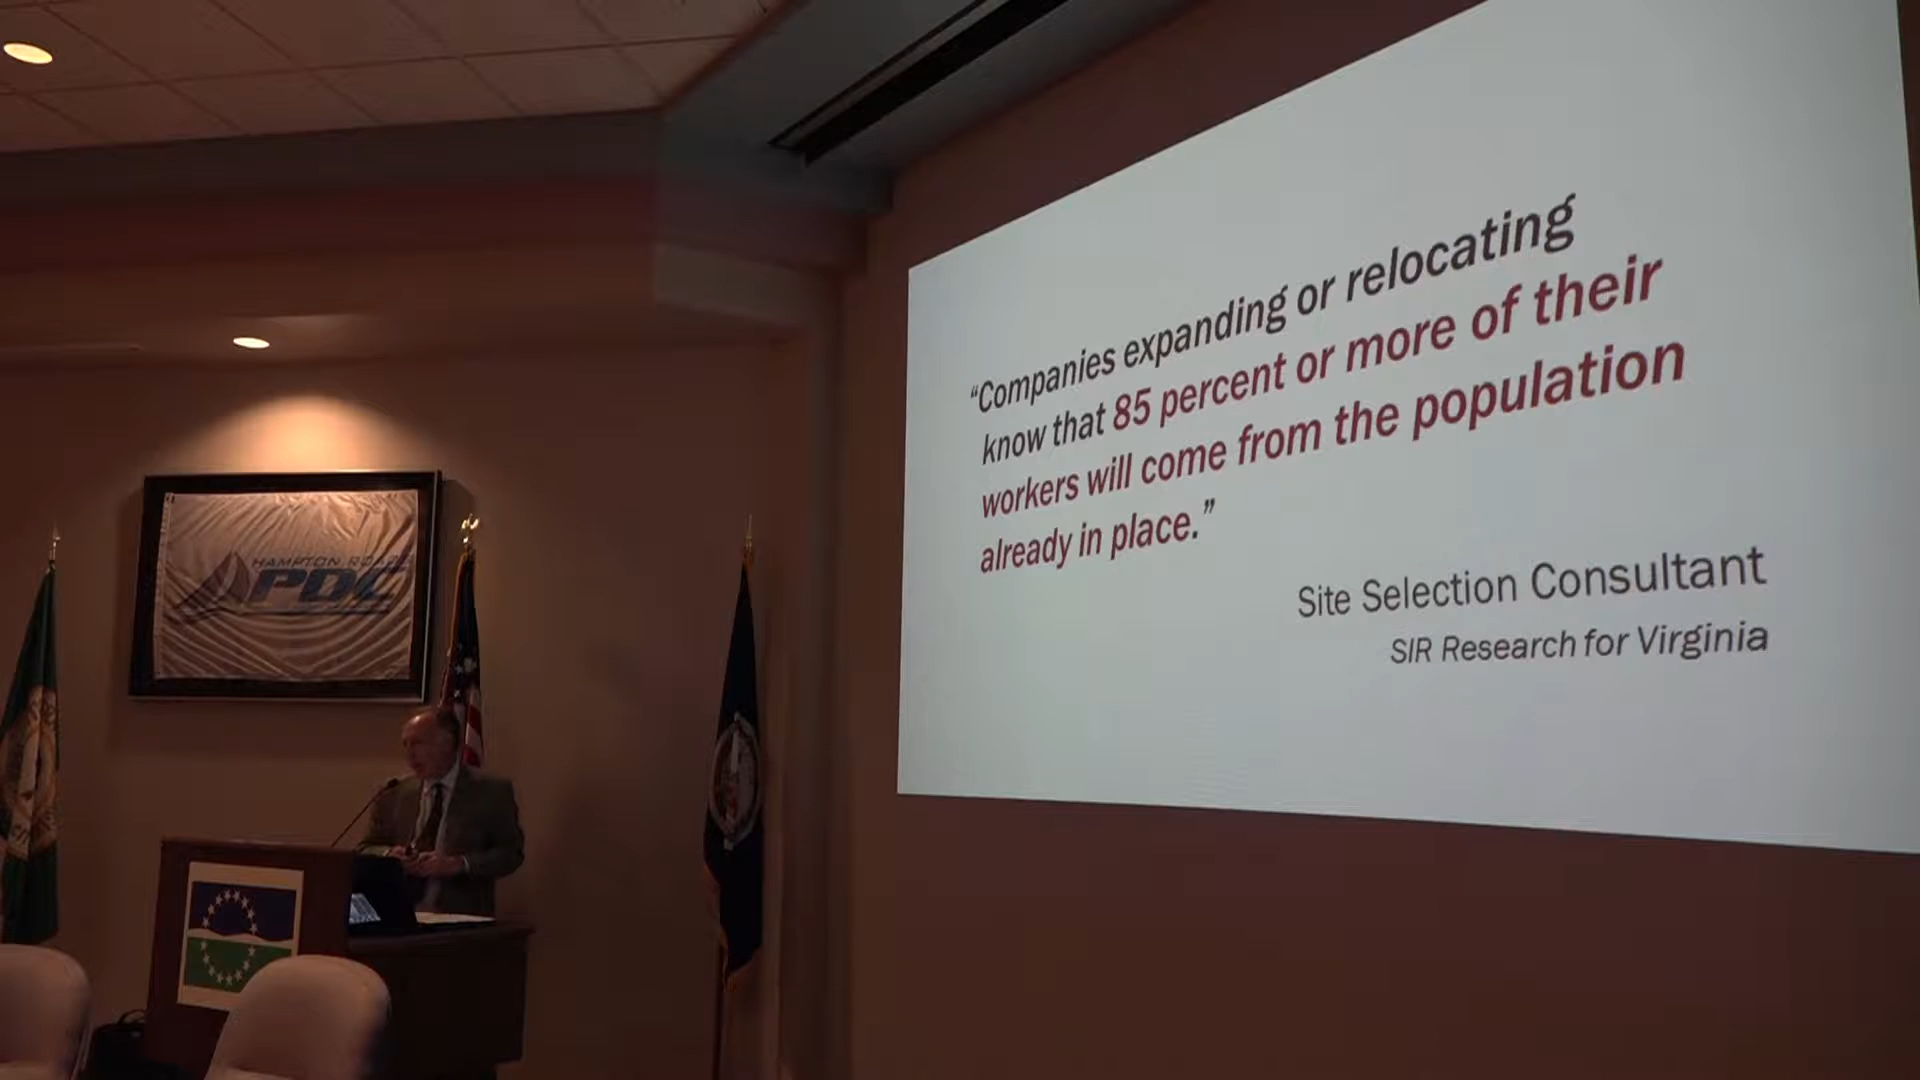 “Companies expanding or relocating
know that 85 percent or more of their
workers will come from the population
already in place.”
Site Selection Consultant
SIR Research for Virginia
HAMPTON
PDC